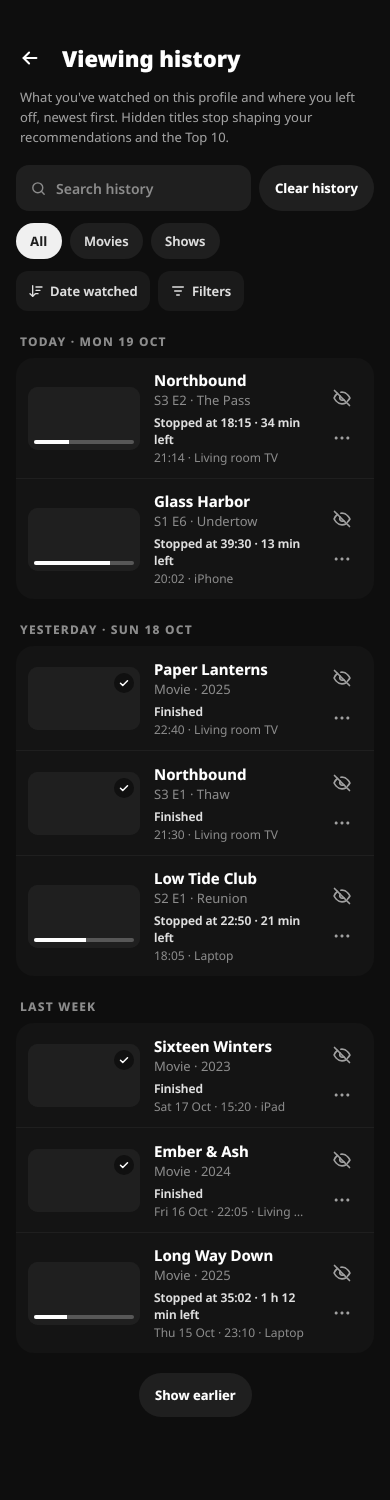 Viewing history
What you've watched on this profile and where you left
off, newest first. Hidden titles stop shaping your
recommendations and the Top 10.
Search history
Clear history
All
Movies
Shows
Date watched
Filters
TODAY · MON 19 OCT
Northbound
S3 E2 · The Pass
Stopped at 18:15 · 34 min
left
21:14 · Living room TV
Glass Harbor
S1 E6 · Undertow
Stopped at 39:30 · 13 min
left
20:02 · iPhone
YESTERDAY · SUN 18 OCT
Paper Lanterns
Movie · 2025
Finished
22:40 · Living room TV
Northbound
S3 E1 · Thaw
Finished
21:30 · Living room TV
Low Tide Club
S2 E1 · Reunion
Stopped at 22:50 · 21 min
left
18:05 · Laptop
LAST WEEK
Sixteen Winters
Movie · 2023
Finished
Sat 17 Oct · 15:20 · iPad
Ember & Ash
Movie · 2024
Finished
Fri 16 Oct · 22:05 · Living ...
Long Way Down
Movie · 2025
Stopped at 35:02 · 1 h 12
min left
Thu 15 Oct · 23:10 · Laptop
Show earlier